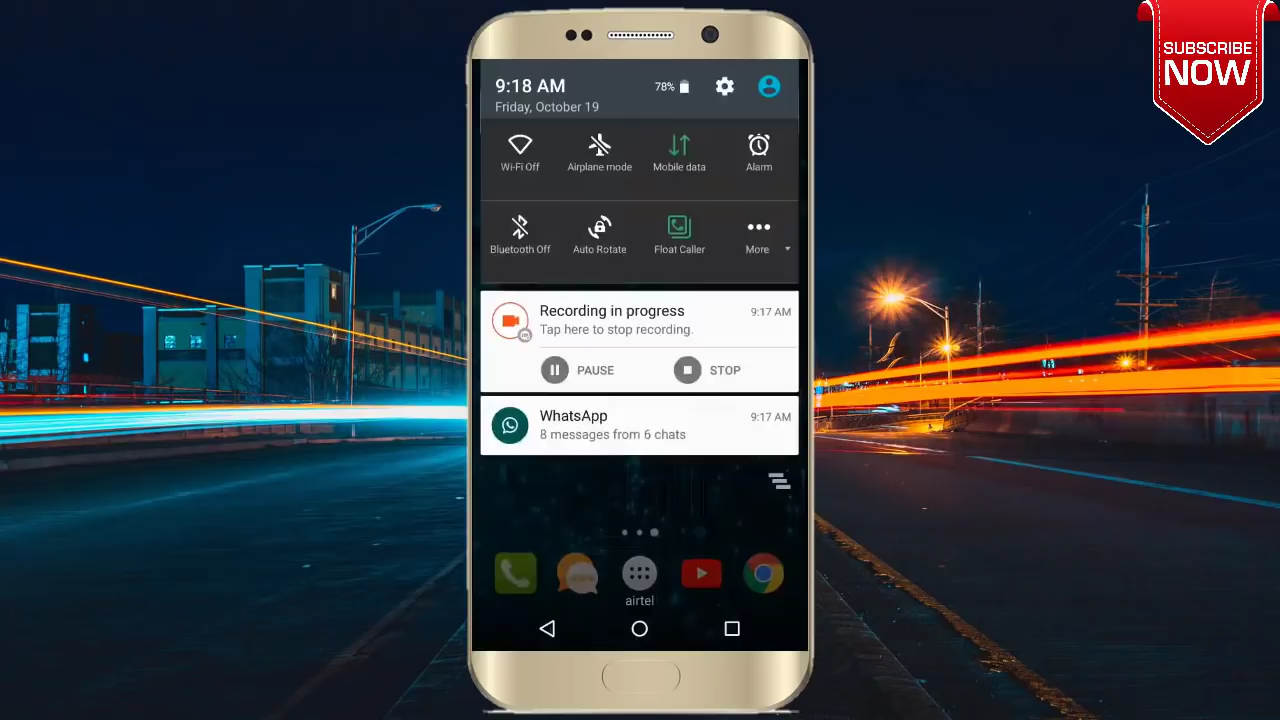 SUBSCRIBE
NOW
9:18 AM
78%
Friday, October 19
Wi-Fi Off
Airplane mode
Mobile data
Alarm
Bluetooth Off
Auto Rotate
Float Caller
More
Recording in progress
9:17 AM
Tap here to stop recording.
PAUSE
STOP
WhatsApp
9:17 AM
8 messages from 6 chats
airtel